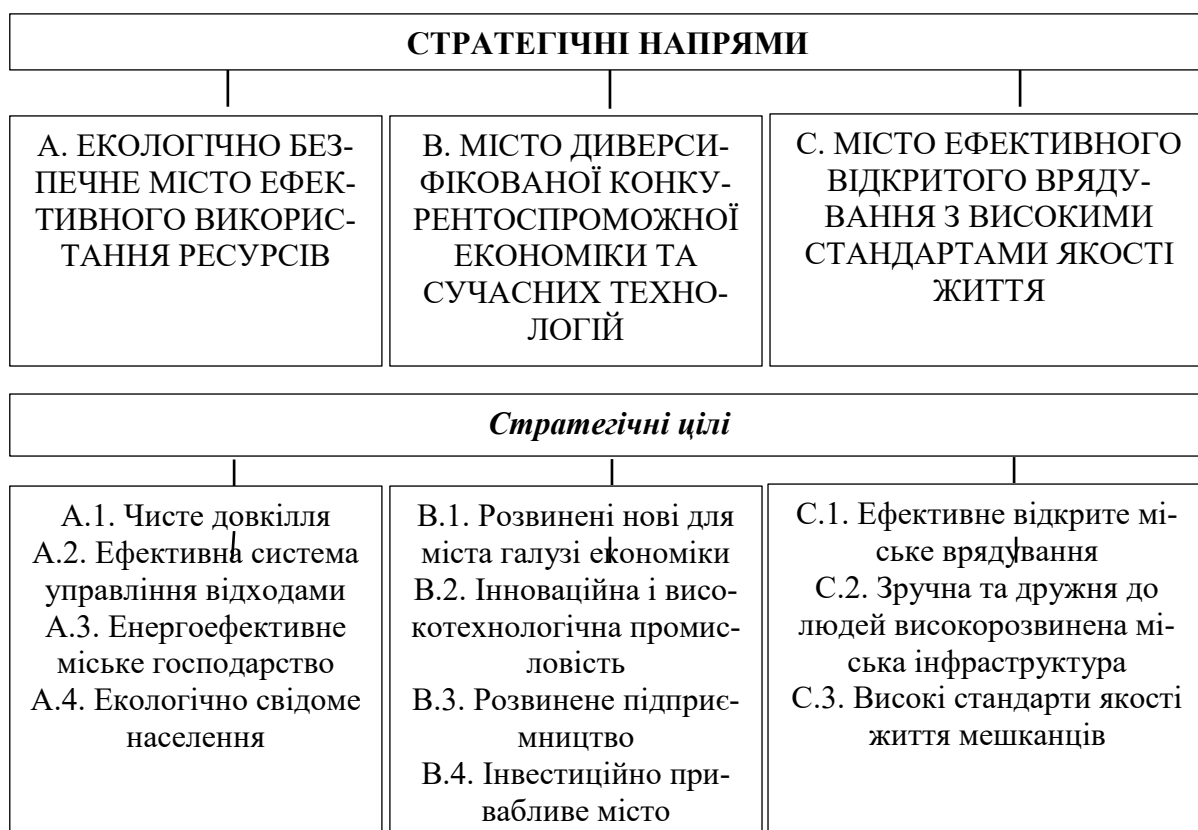 СТРАТЕГІЧНІ НАПРЯМИ
А. ЕКОЛОГІЧНО БЕЗ-
ПЕЧНЕ МІСТО ЕФЕК-
ТИВНОГО ВИКОРИС-
ТАННЯ РЕСУРСІВ
В. МІСТО ДИВЕРСИ-
ФІКОВАНОЇ КОНКУ-
РЕНТОСПРОМОЖНОЇ
ЕКОНОМІКИ ТА
СУЧАСНИХ ТЕХНО-
ЛОГІЙ
С. МІСТО ЕФЕКТИВНОГО
ВІДКРИТОГО ВРЯДУ-
ВАННЯ З ВИСОКИМИ
СТАНДАРТАМИ ЯКОСТІ
ЖИТТЯ
Стратегічні цілі
А.1. Чисте довкілля
А.2. Ефективна система
управління відходами
А.3. Енергоефективне
міське господарство
А.4. Екологічно свідоме
населення
В.1. Розвинені нові для
міста галузі економіки
В.2. Інноваційна і висо-
котехнологічна промис-
ловість
В.3. Розвинене підприє-
мництво
В.4. Інвестиційно при-
вабливе місто
С.1. Ефективне відкрите мі-
ське врядування
С.2. Зручна та дружня до
людей високорозвинена мі-
ська інфраструктура
С.3. Високі стандарти якості
життя мешканців